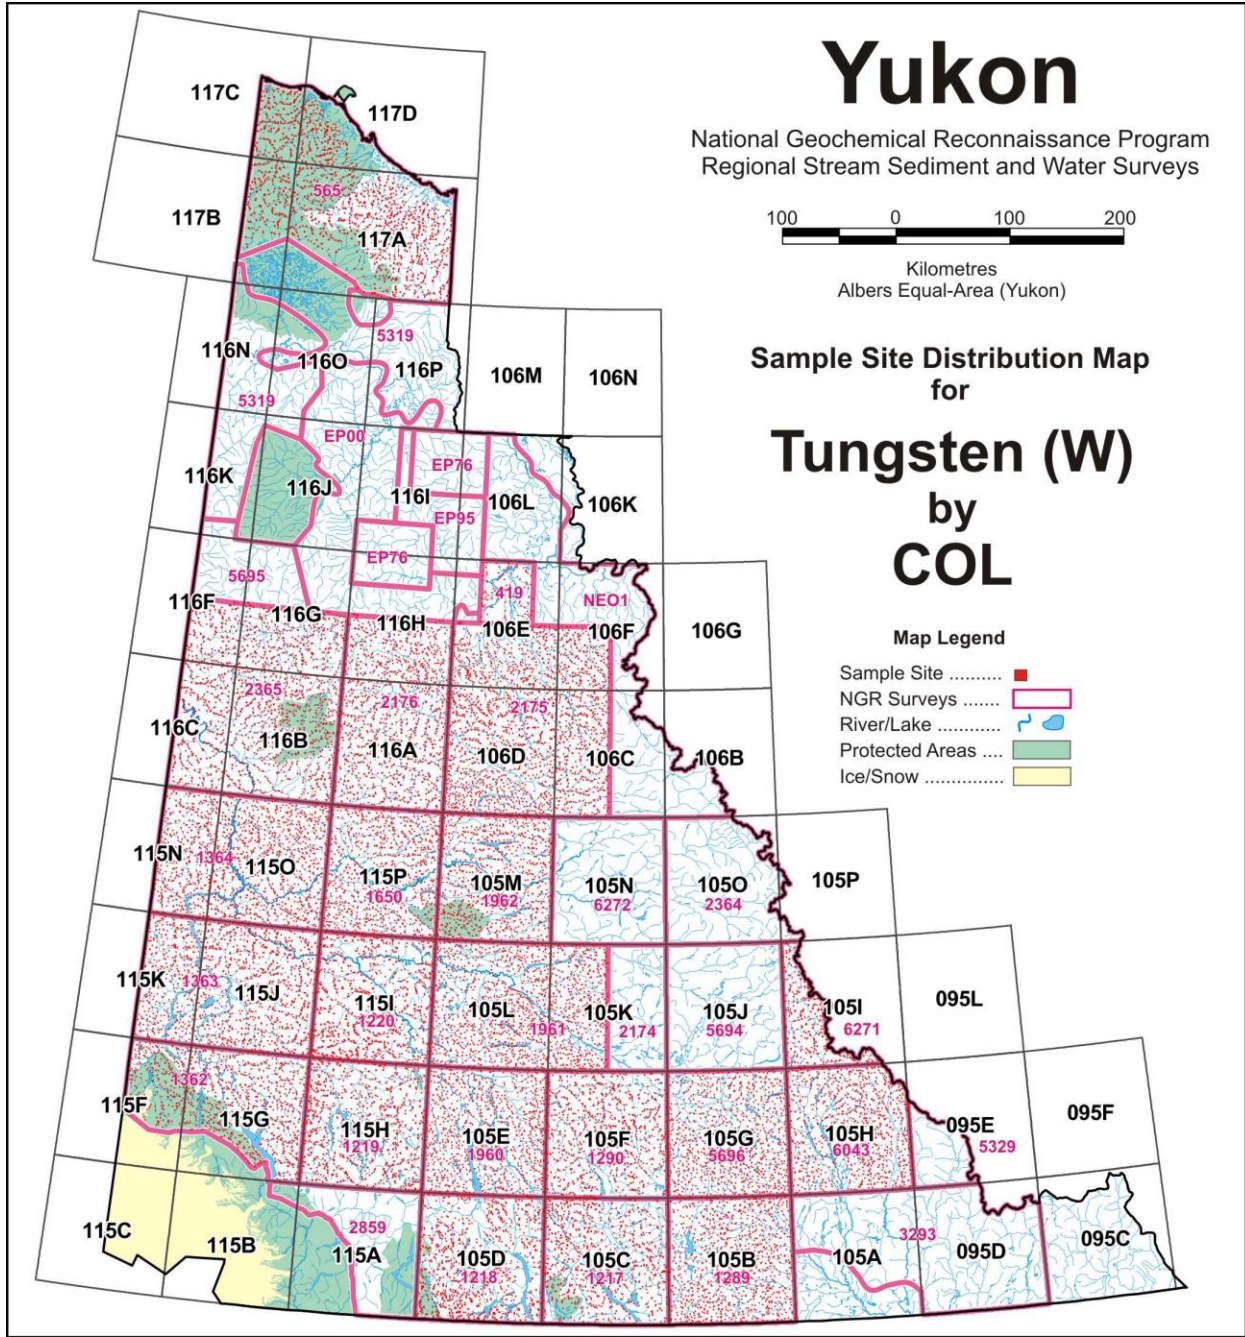 Yukon
National Geochemical Reconnaissance Program
Regional Stream Sediment and Water Surveys
100 0 100 200
Kilometres
Albers Equal-Area (Yukon)
Sample Site Distribution Map
for
Tungsten (W)
by
COL
Map Legend
Sample Site ..........
NGR Surveys .......
River/Lake ............
Protected Areas ....
Ice/Snow ...............
117C
117D
565
117B
117A
5319
116N
116O
116P
106M
106N
5319
EP00
EP76
116K
116J
116I
106L
106K
EP95
EP76
5695
419
NEO1
116F
116G
116H
106E
106F
106G
2365
2176
2175
116C
116B
116A
106D
106C
106B
115N
1364
115O
115P
1650
105M
1962
105N
6272
105O
2364
105P
115K
1363
115J
115I
1220
105L
1961
105K
2174
105J
5694
105I
6271
095L
1362
115F
115G
115H
1219
105E
1960
105F
1290
105G
5696
105H
6043
095E
5329
095F
115C
115B
2859
115A
105D
1218
105C
1217
105B
1289
105A
3293
095D
095C